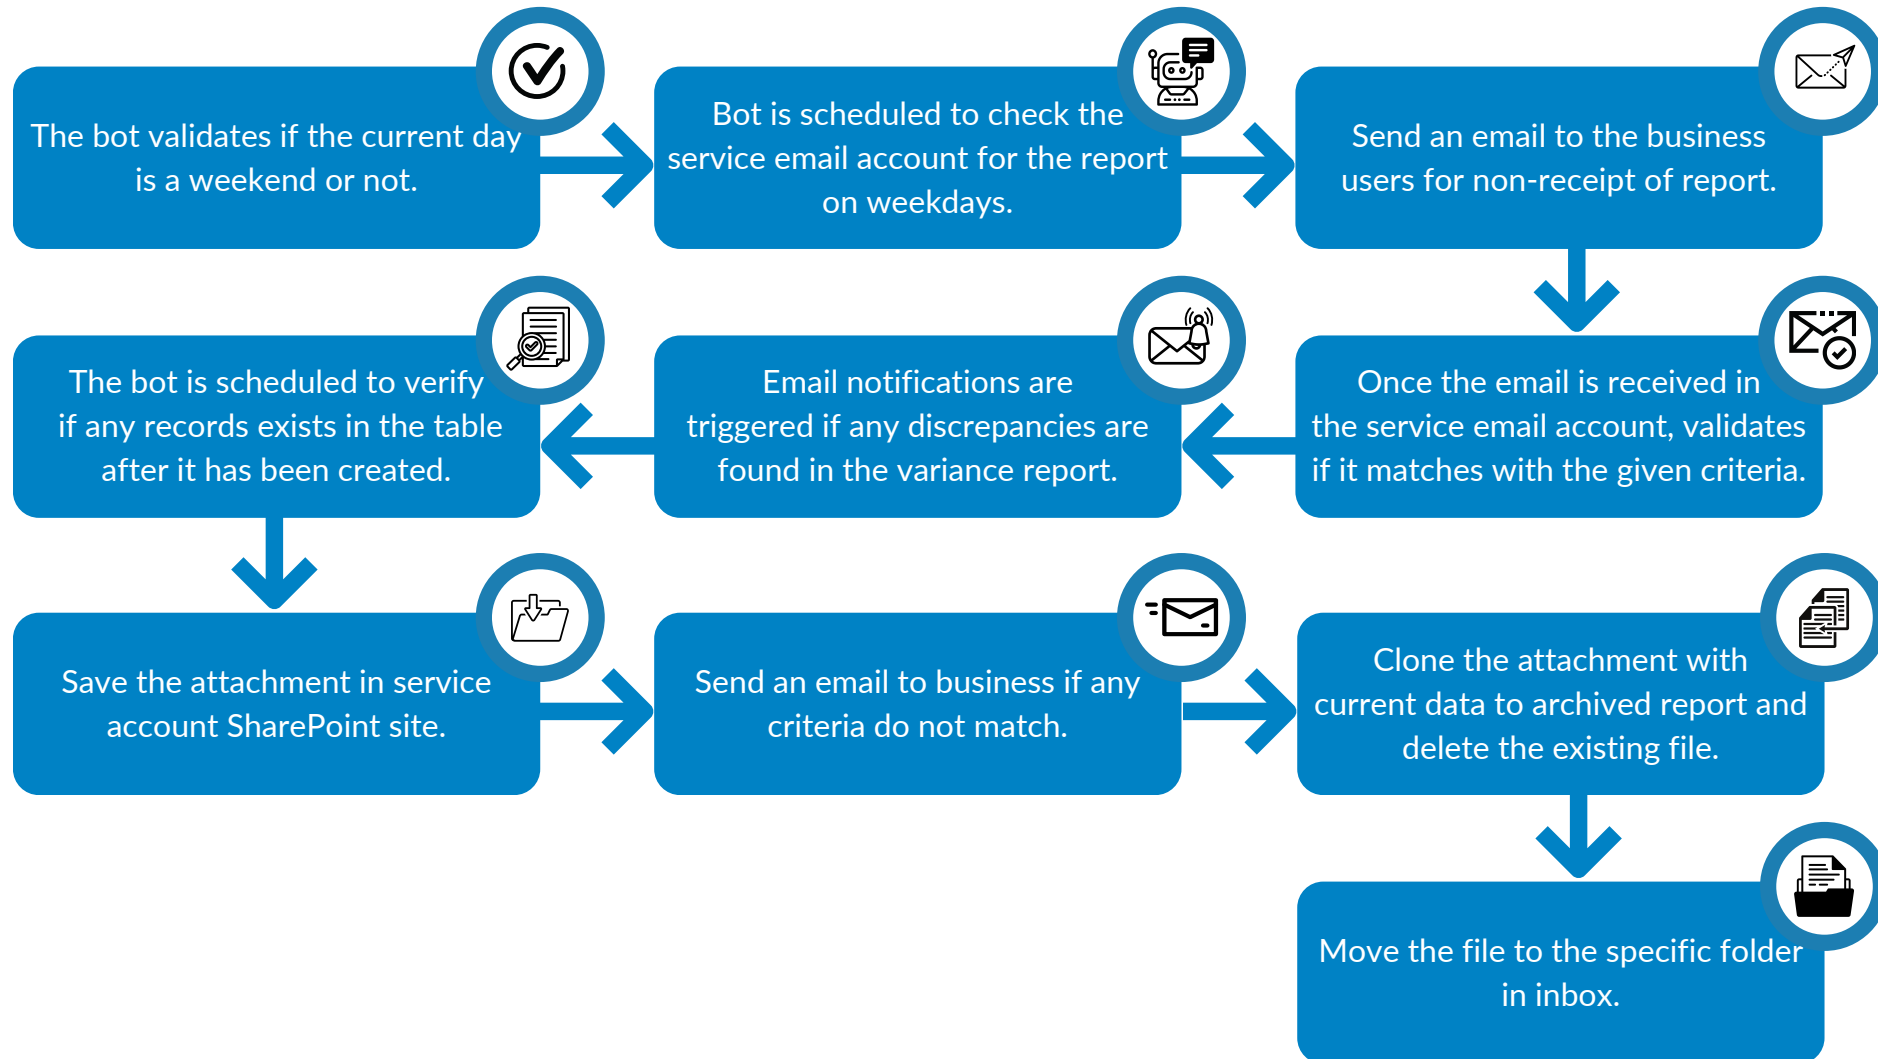 The bot validates if the current day
is a weekend or not.
Bot is scheduled to check the
service email account for the report
on weekdays.
Send an email to the business
users for non-receipt of report.
Once the email is received in
the service email account, validates
if it matches with the given criteria.
Email notifications are
triggered if any discrepancies are
found in the variance report.
The bot is scheduled to verify
if any records exists in the table
after it has been created.
Save the attachment in service
account SharePoint site.
Send an email to business if any
criteria do not match.
Clone the attachment with
current data to archived report and
delete the existing file.
Move the file to the specific folder
in inbox.